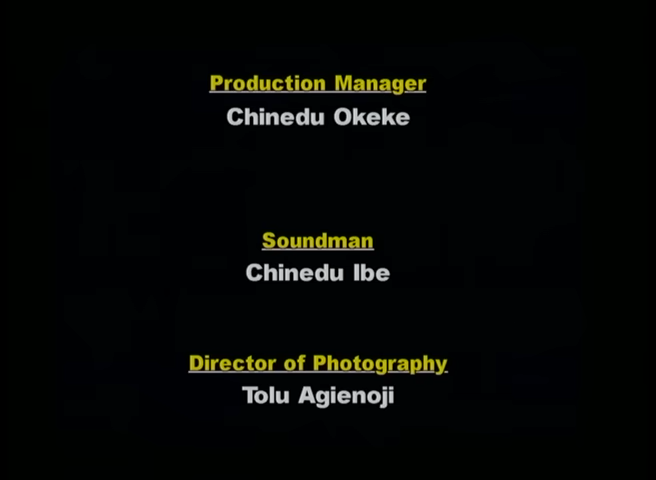 Production Manager
Chinedu Okeke
Soundman
Chinedu Ibe
Director of Photography
Tolu Agienoji